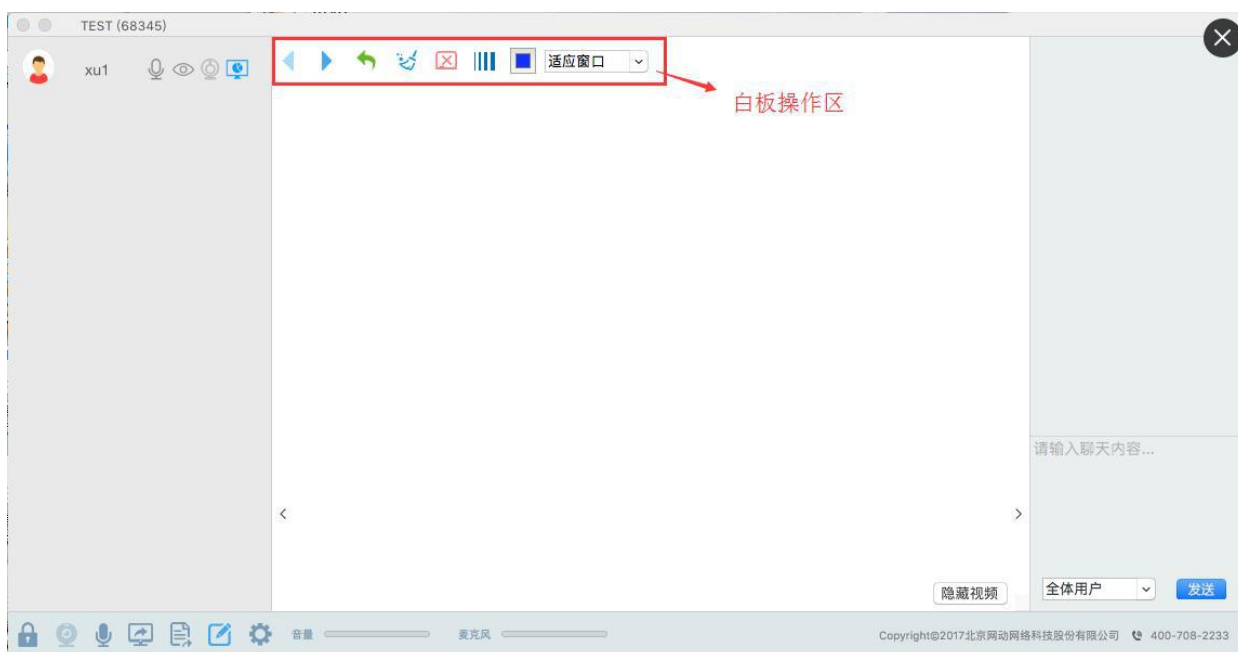 TEST (68345)
xu1
适应窗口
白板操作区
请输入聊天内容...
隐藏视频
全体用户
发送
音量
麦克风
Copyright©2017北京网动网络科技股份有限公司
400-708-2233